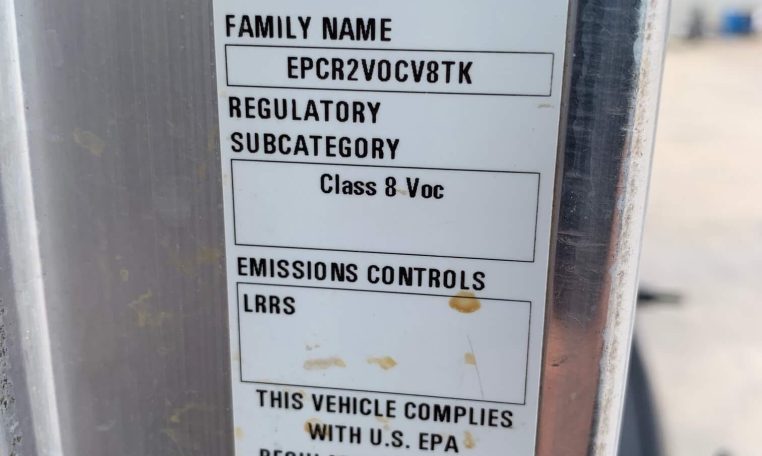 FAMILY NAME
EPCR2VOCV8TK
REGULATORY
SUBCATEGORY
Class 8 Voc
EMISSIONS CONTROLS
LRRS
THIS VEHICLE COMPLIES
WITH U.S. EPA